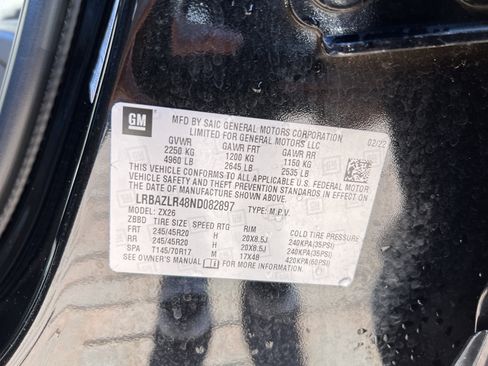 GM
MFD BY SAIC GENERAL MOTORS CORPORATION
LIMITED FOR GENERAL MOTORS LLC
02/22
GVWR GAWR FRT GAWR RR
2250 KG 1200 KG 1150 KG
4960 LB 2645 LB 2535 LB
THIS VEHICLE CONFORMS TO ALL APPLICABLE U.S. FEDERAL MOTOR
VEHICLE SAFETY AND THEFT PREVENTION STANDARDS IN EFFECT ON
THE DATE OF MANUFACTURE SHOWN ABOVE.
LRBAZLR48ND082897 TYPE: M.P.V.
MODEL: ZX26
ZBBD TIRE SIZE SPEED RTG RIM COLD TIRE PRESSURE
FRT 245/45R20 H 20X8.5J 240KPA(35PSI)
RR 245/45R20 H 20X8.5J 240KPA(35PSI)
SPA T145/70R17 M 17X4B 420KPA(60PSI)
SEE OWNER'S MANUAL FOR MORE INFORMATION.